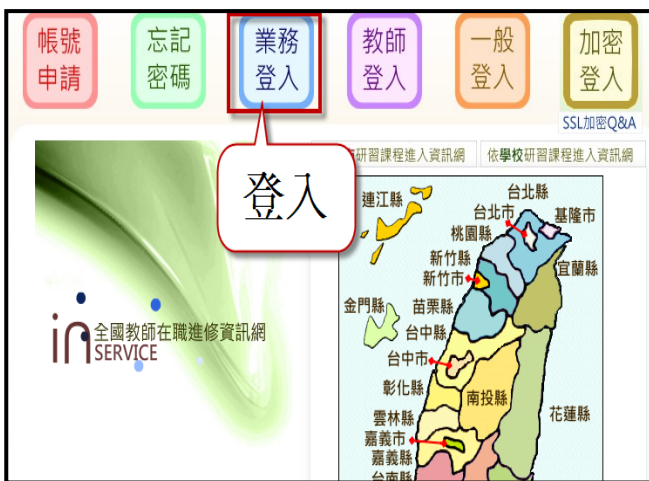 帳號
申請
忘記
密碼
業務
登入
教師
登入
一般
登入
加密
登入
SSL加密Q&A
登入
研習課程進入資訊網
依學校研習課程進入資訊網
連江縣
台北縣
台北市
基隆市
桃園縣
新竹縣
宜蘭縣
新竹市
金門縣
苗栗縣
台中縣
台中市
彰化縣
南投縣
雲林縣
花蓮縣
嘉義市
嘉義縣
台南縣
in 全國教師在職進修資訊網
SERVICE